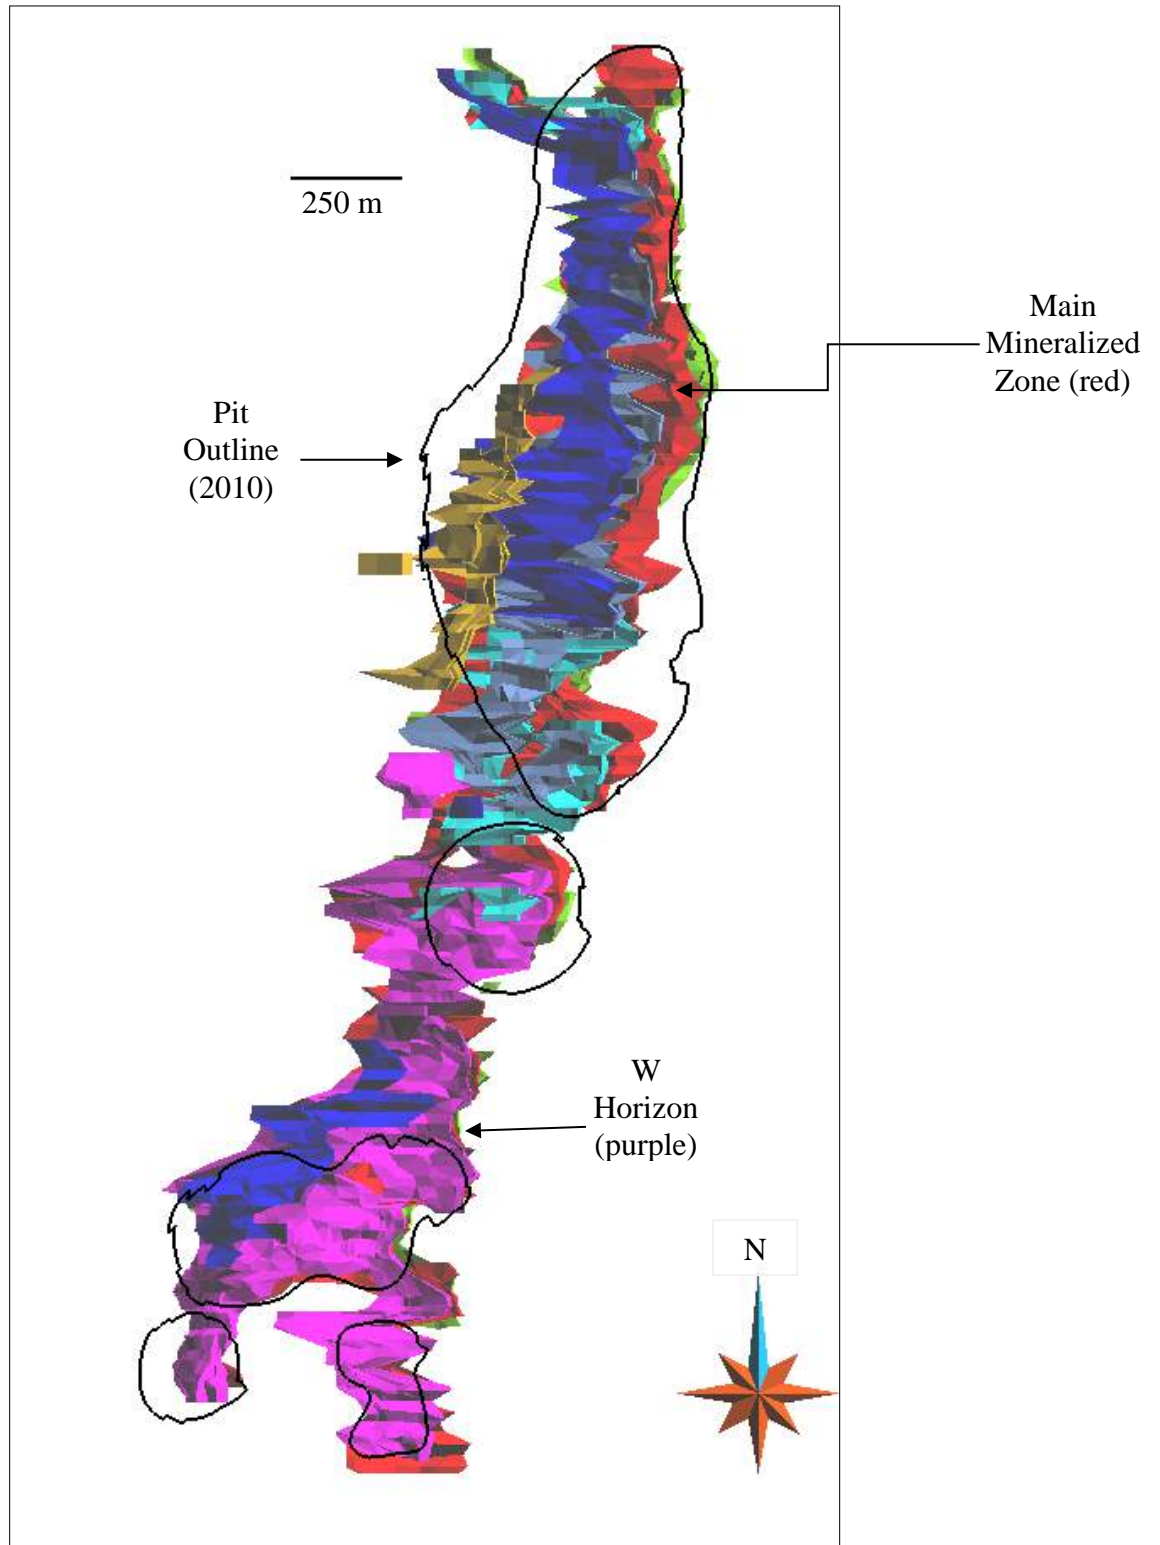 250 m
Main
Mineralized
Zone (red)
Pit
Outline
(2010)
W
Horizon
(purple)
N